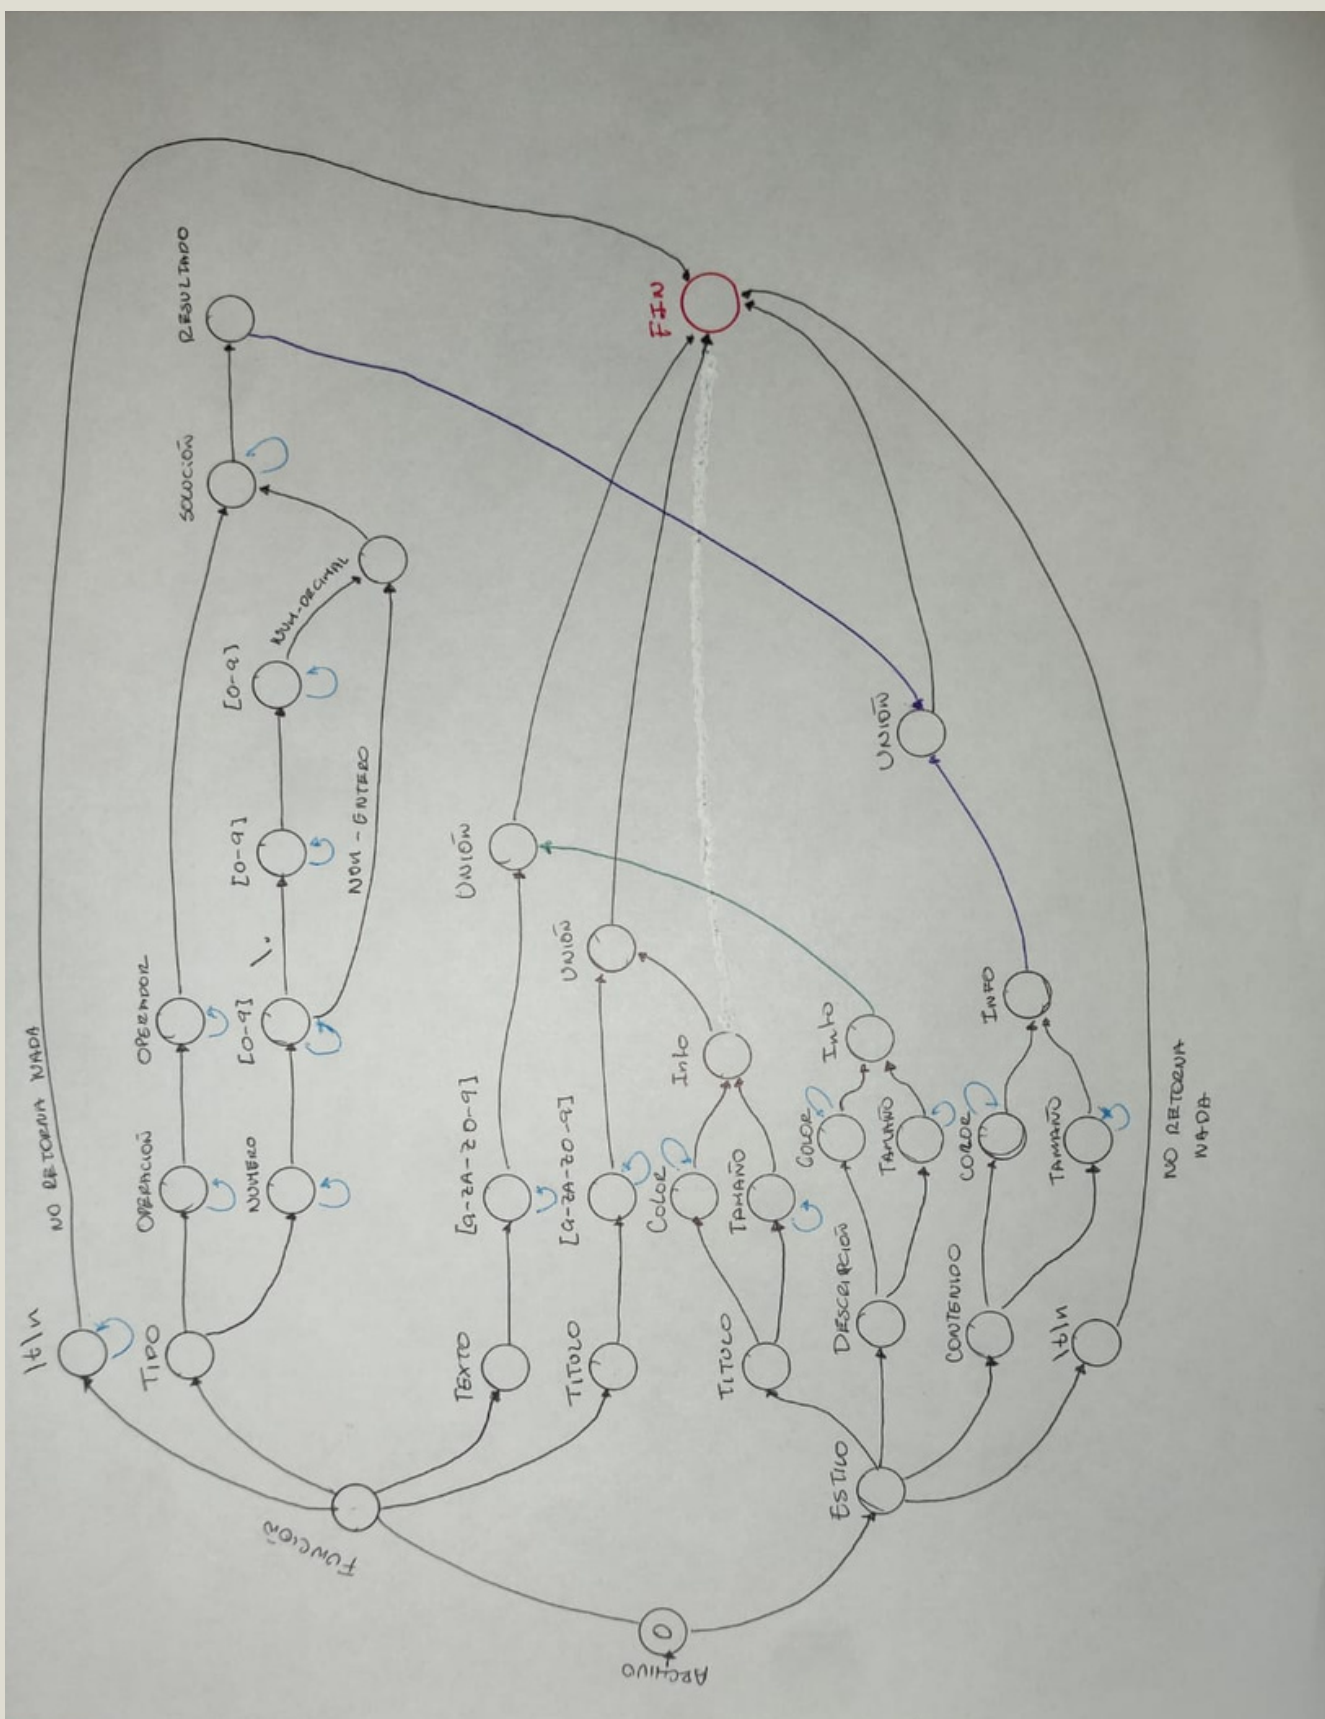 ARCHIVO
0
FUNCIÓN
ESTILO
\t\n
TIPO
TEXTO
TITULO
TITULO
DESCRIPCIÓN
CONTENIDO
\t\n
NO RETORNA NADA
OPERACIÓN
NUMERO
[a-zA-Z0-9]
[a-zA-Z0-9]
COLOR
TAMAÑO
COLOR
TAMAÑO
COLOR
TAMAÑO
NO RETORNA
NADA
OPERADOR
[0-9]
\.
Info
Info
INFO
[0-9]
NUM-ENTERO
UNIÓN
UNIÓN
[0-9]
NUM-DECIMAL
UNIÓN
SOLUCIÓN
RESULTADO
FIN